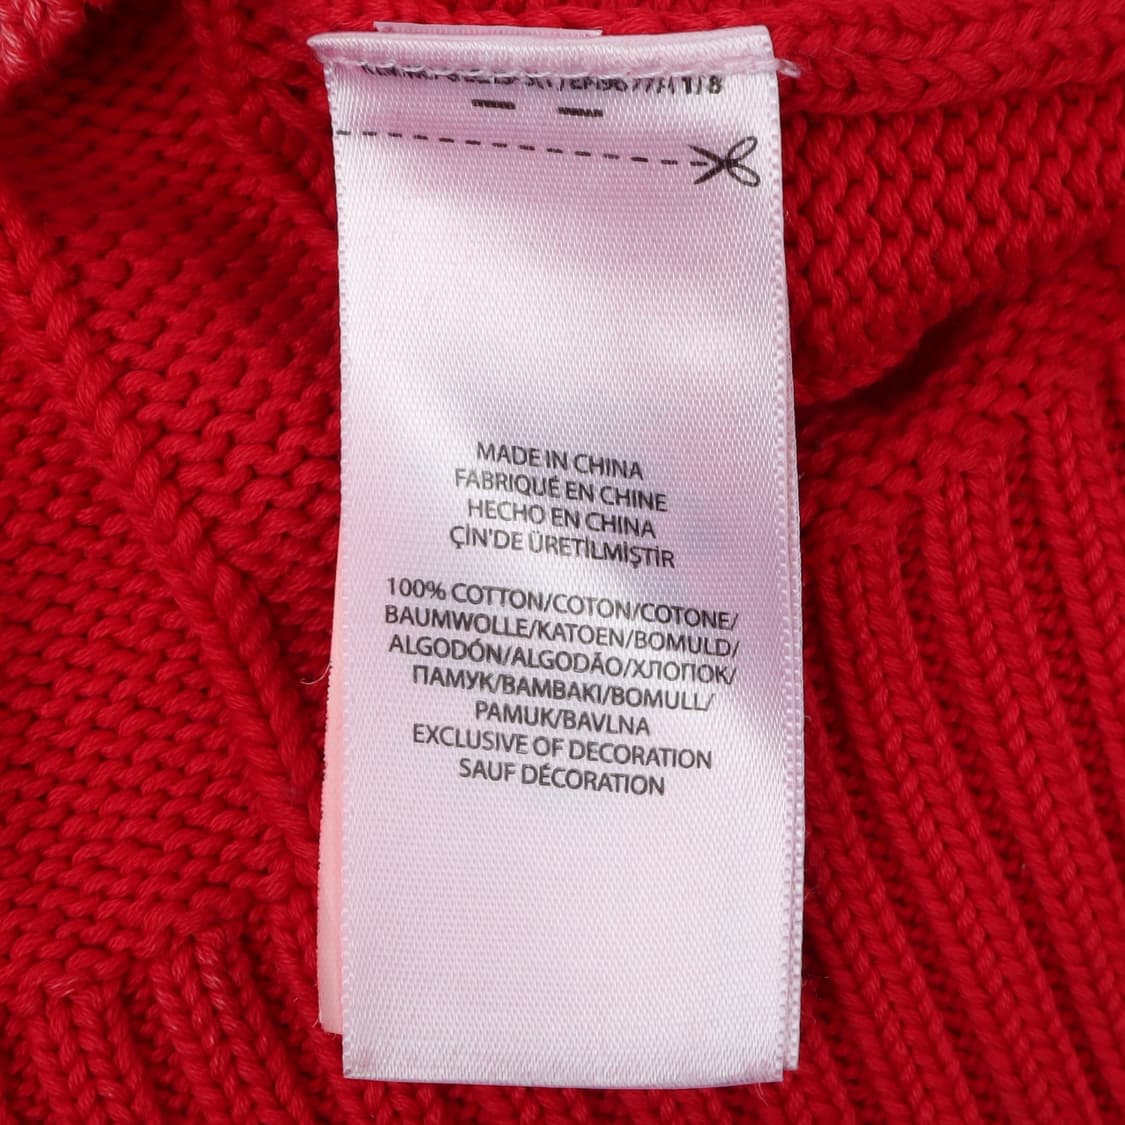 MADE IN CHINA
FABRIQUÉ EN CHINE
HECHO EN CHINA
ÇİN'DE ÜRETİLMİŞTİR
100% COTTON/COTON/COTONE/
BAUMWOLLE/KATOEN/BOMULD/
ALGODÓN/ALGODÃO/ХЛОПОК/
ПАМУК/BAMBAKI/BOMULL/
PAMUK/BAVLNA
EXCLUSIVE OF DECORATION
SAUF DÉCORATION